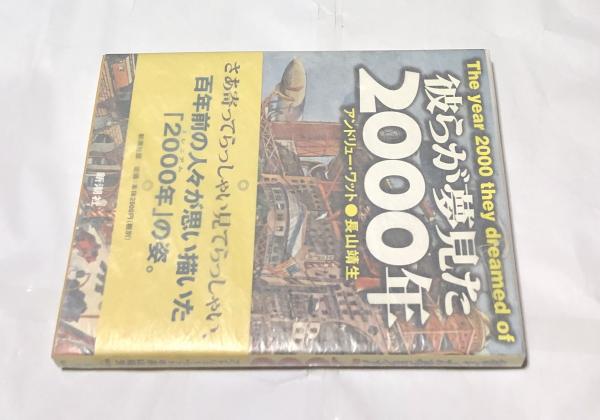 The year 2000 they dreamed of
彼らが夢見た
2000年
アンドリュー・ワット●長山靖生
さあ寄ってらっしゃい見てらっしゃい、
百年前の人々が思い描いた
「2000年」の姿。
新潮社